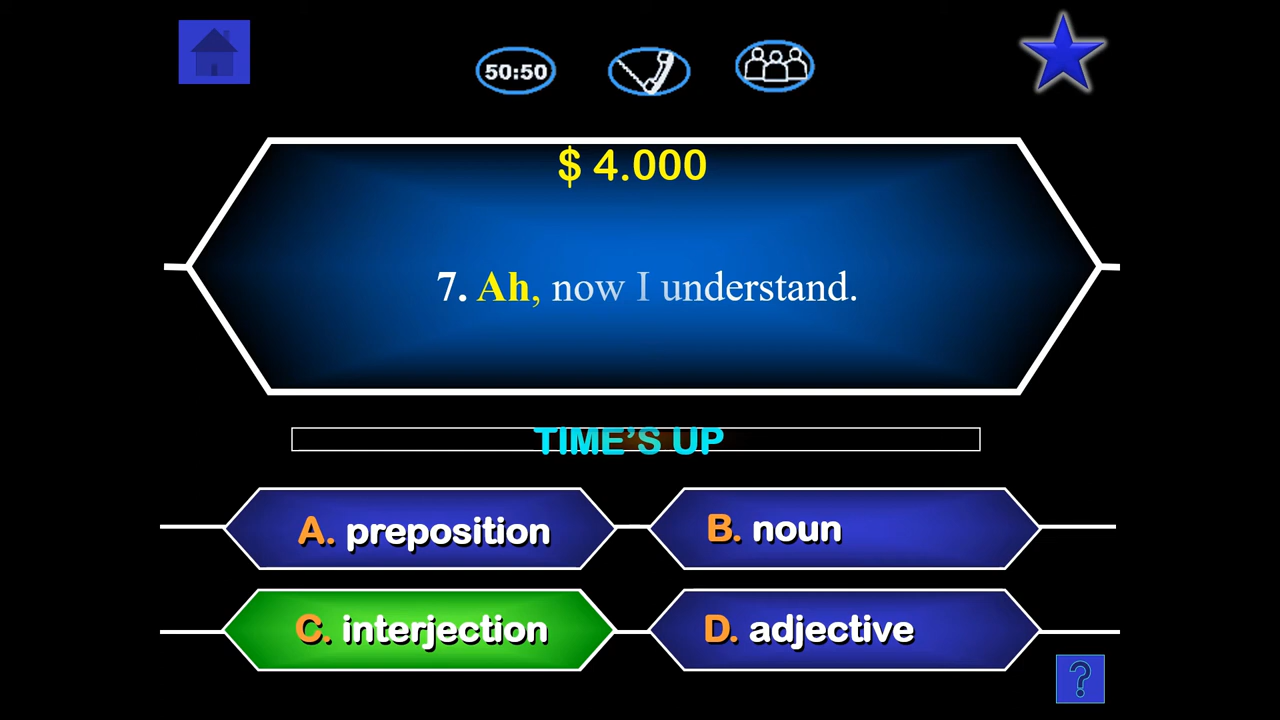 50:50
$ 4.000
7. Ah, now I understand.
TIME'S UP
A. preposition
B. noun
C. interjection
D. adjective
?